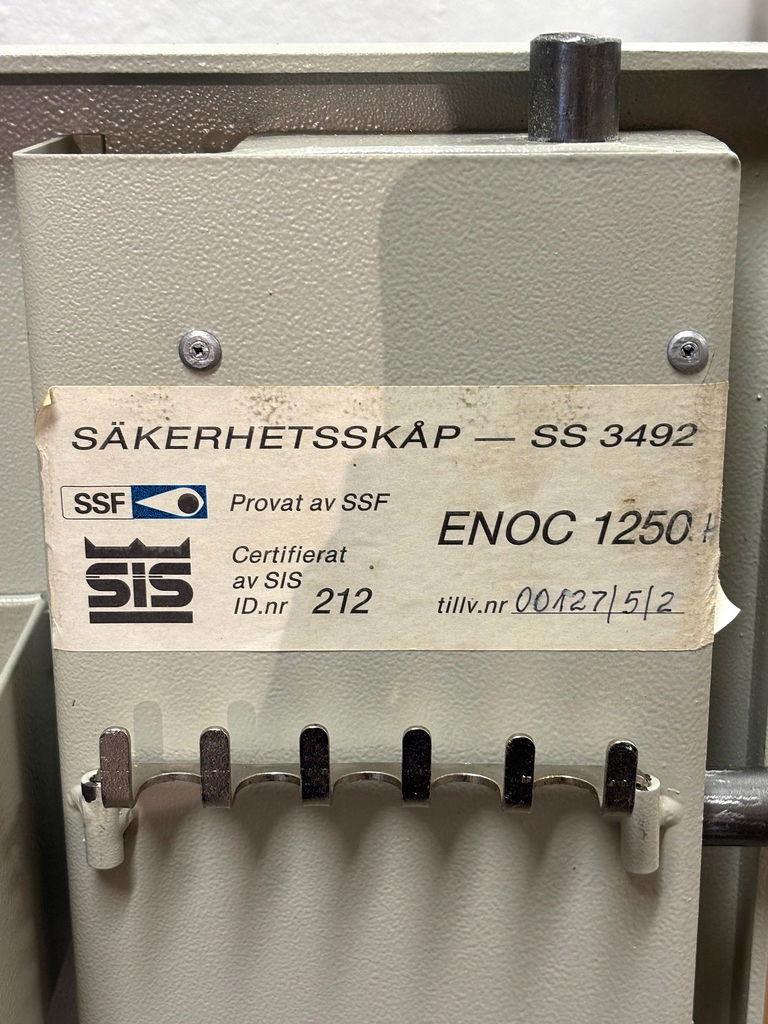 SÄKERHETSSKÅP — SS 3492
SSF Provat av SSF
ENOC 1250 H
SIS
Certifierat
av SIS
ID.nr 212
tillv.nr 00127/5/2